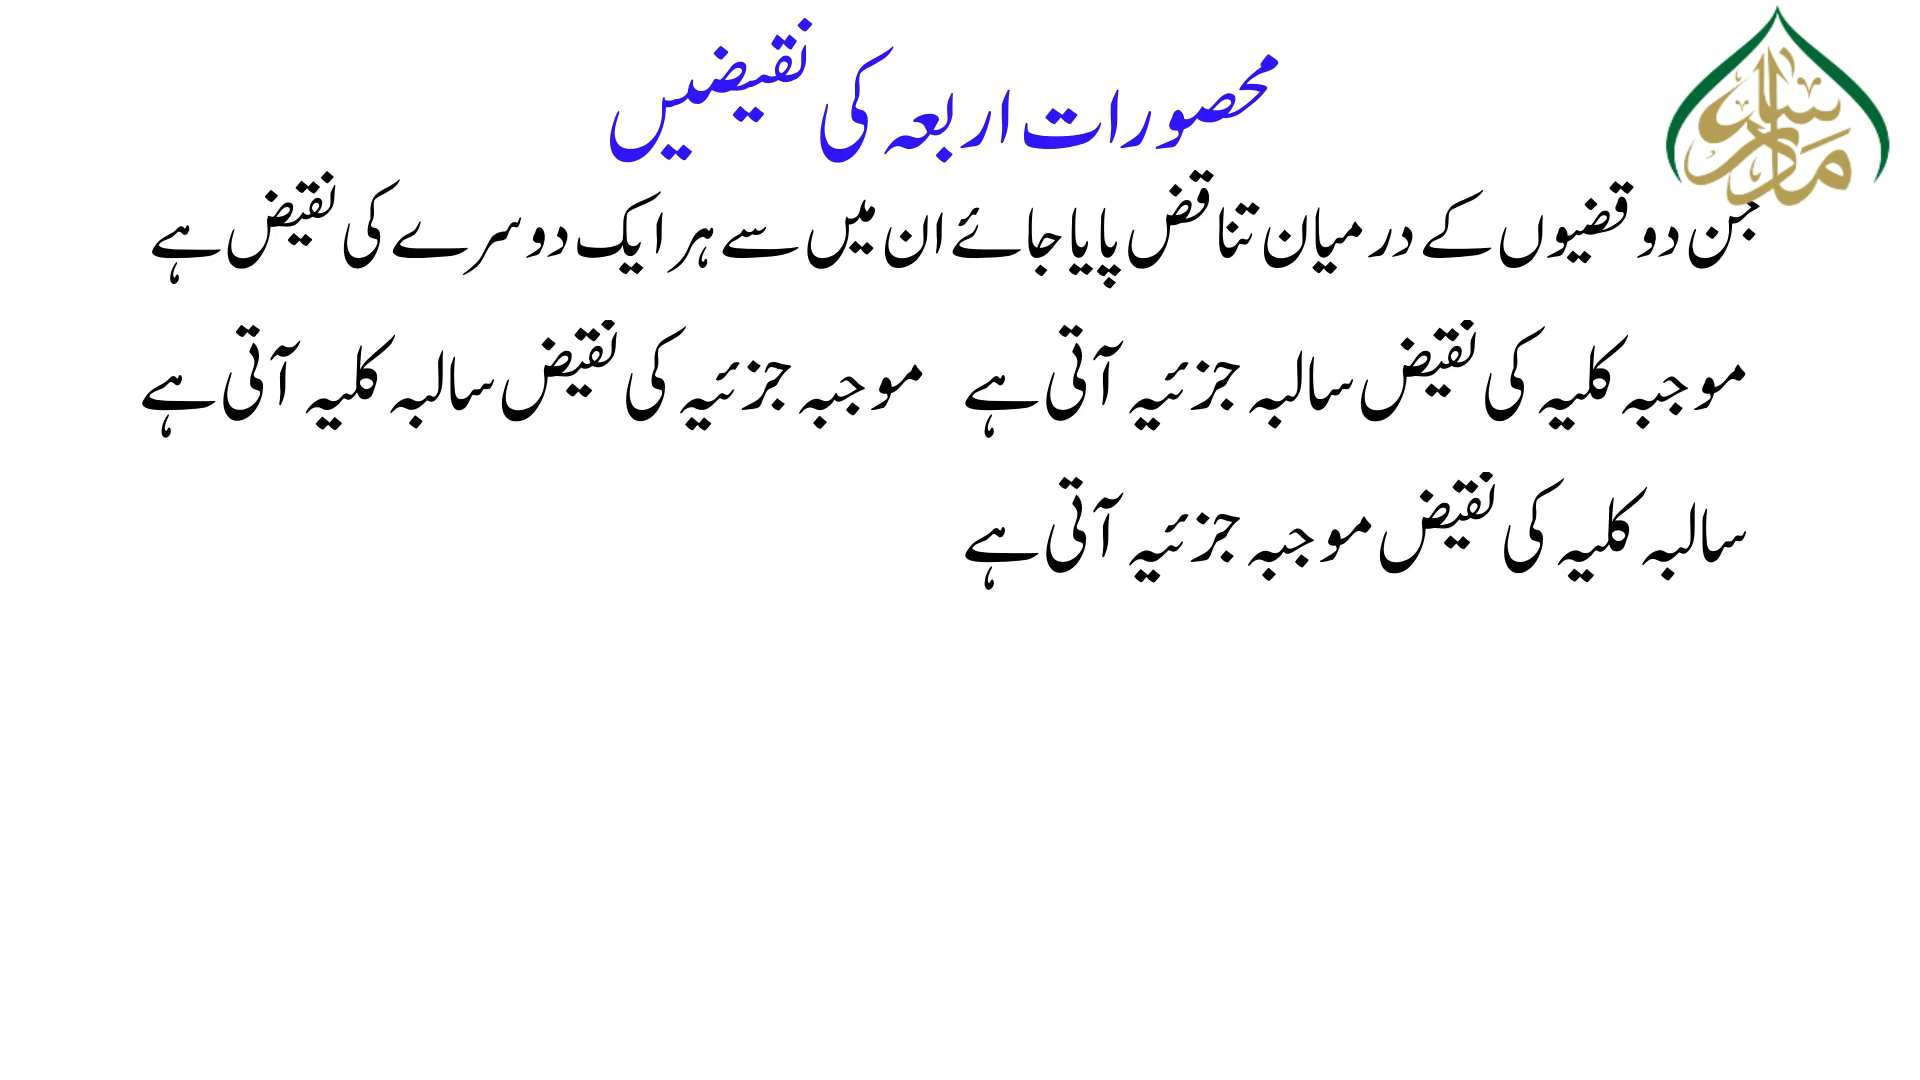 محصورات اربعہ کی نقیضیں
جن دو قضیوں کے درمیان تناقض پایا جائے ان میں سے ہر ایک دوسرے کی نقیض ہے
موجبہ کلیہ کی نقیض سالبہ جزئیہ آتی ہے موجبہ جزئیہ کی نقیض سالبہ کلیہ آتی ہے
سالبہ کلیہ کی نقیض موجبہ جزئیہ آتی ہے